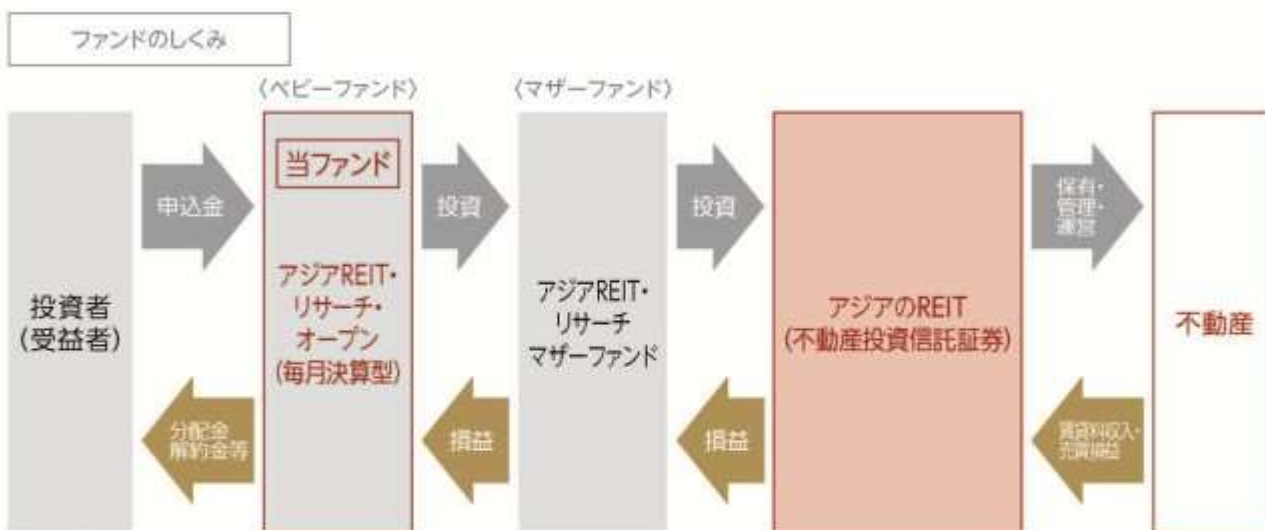 ファンドのしくみ
〈ベビーファンド〉
〈マザーファンド〉
投資者
(受益者)
申込金
分配金
解約金等
当ファンド
アジアREIT・
リサーチ・
オープン
(毎月決算型)
投資
損益
アジアREIT・
リサーチ
マザーファンド
投資
損益
アジアのREIT
(不動産投資信託証券)
保有・
管理・
運営
賃貸料収入・
売買損益
不動産